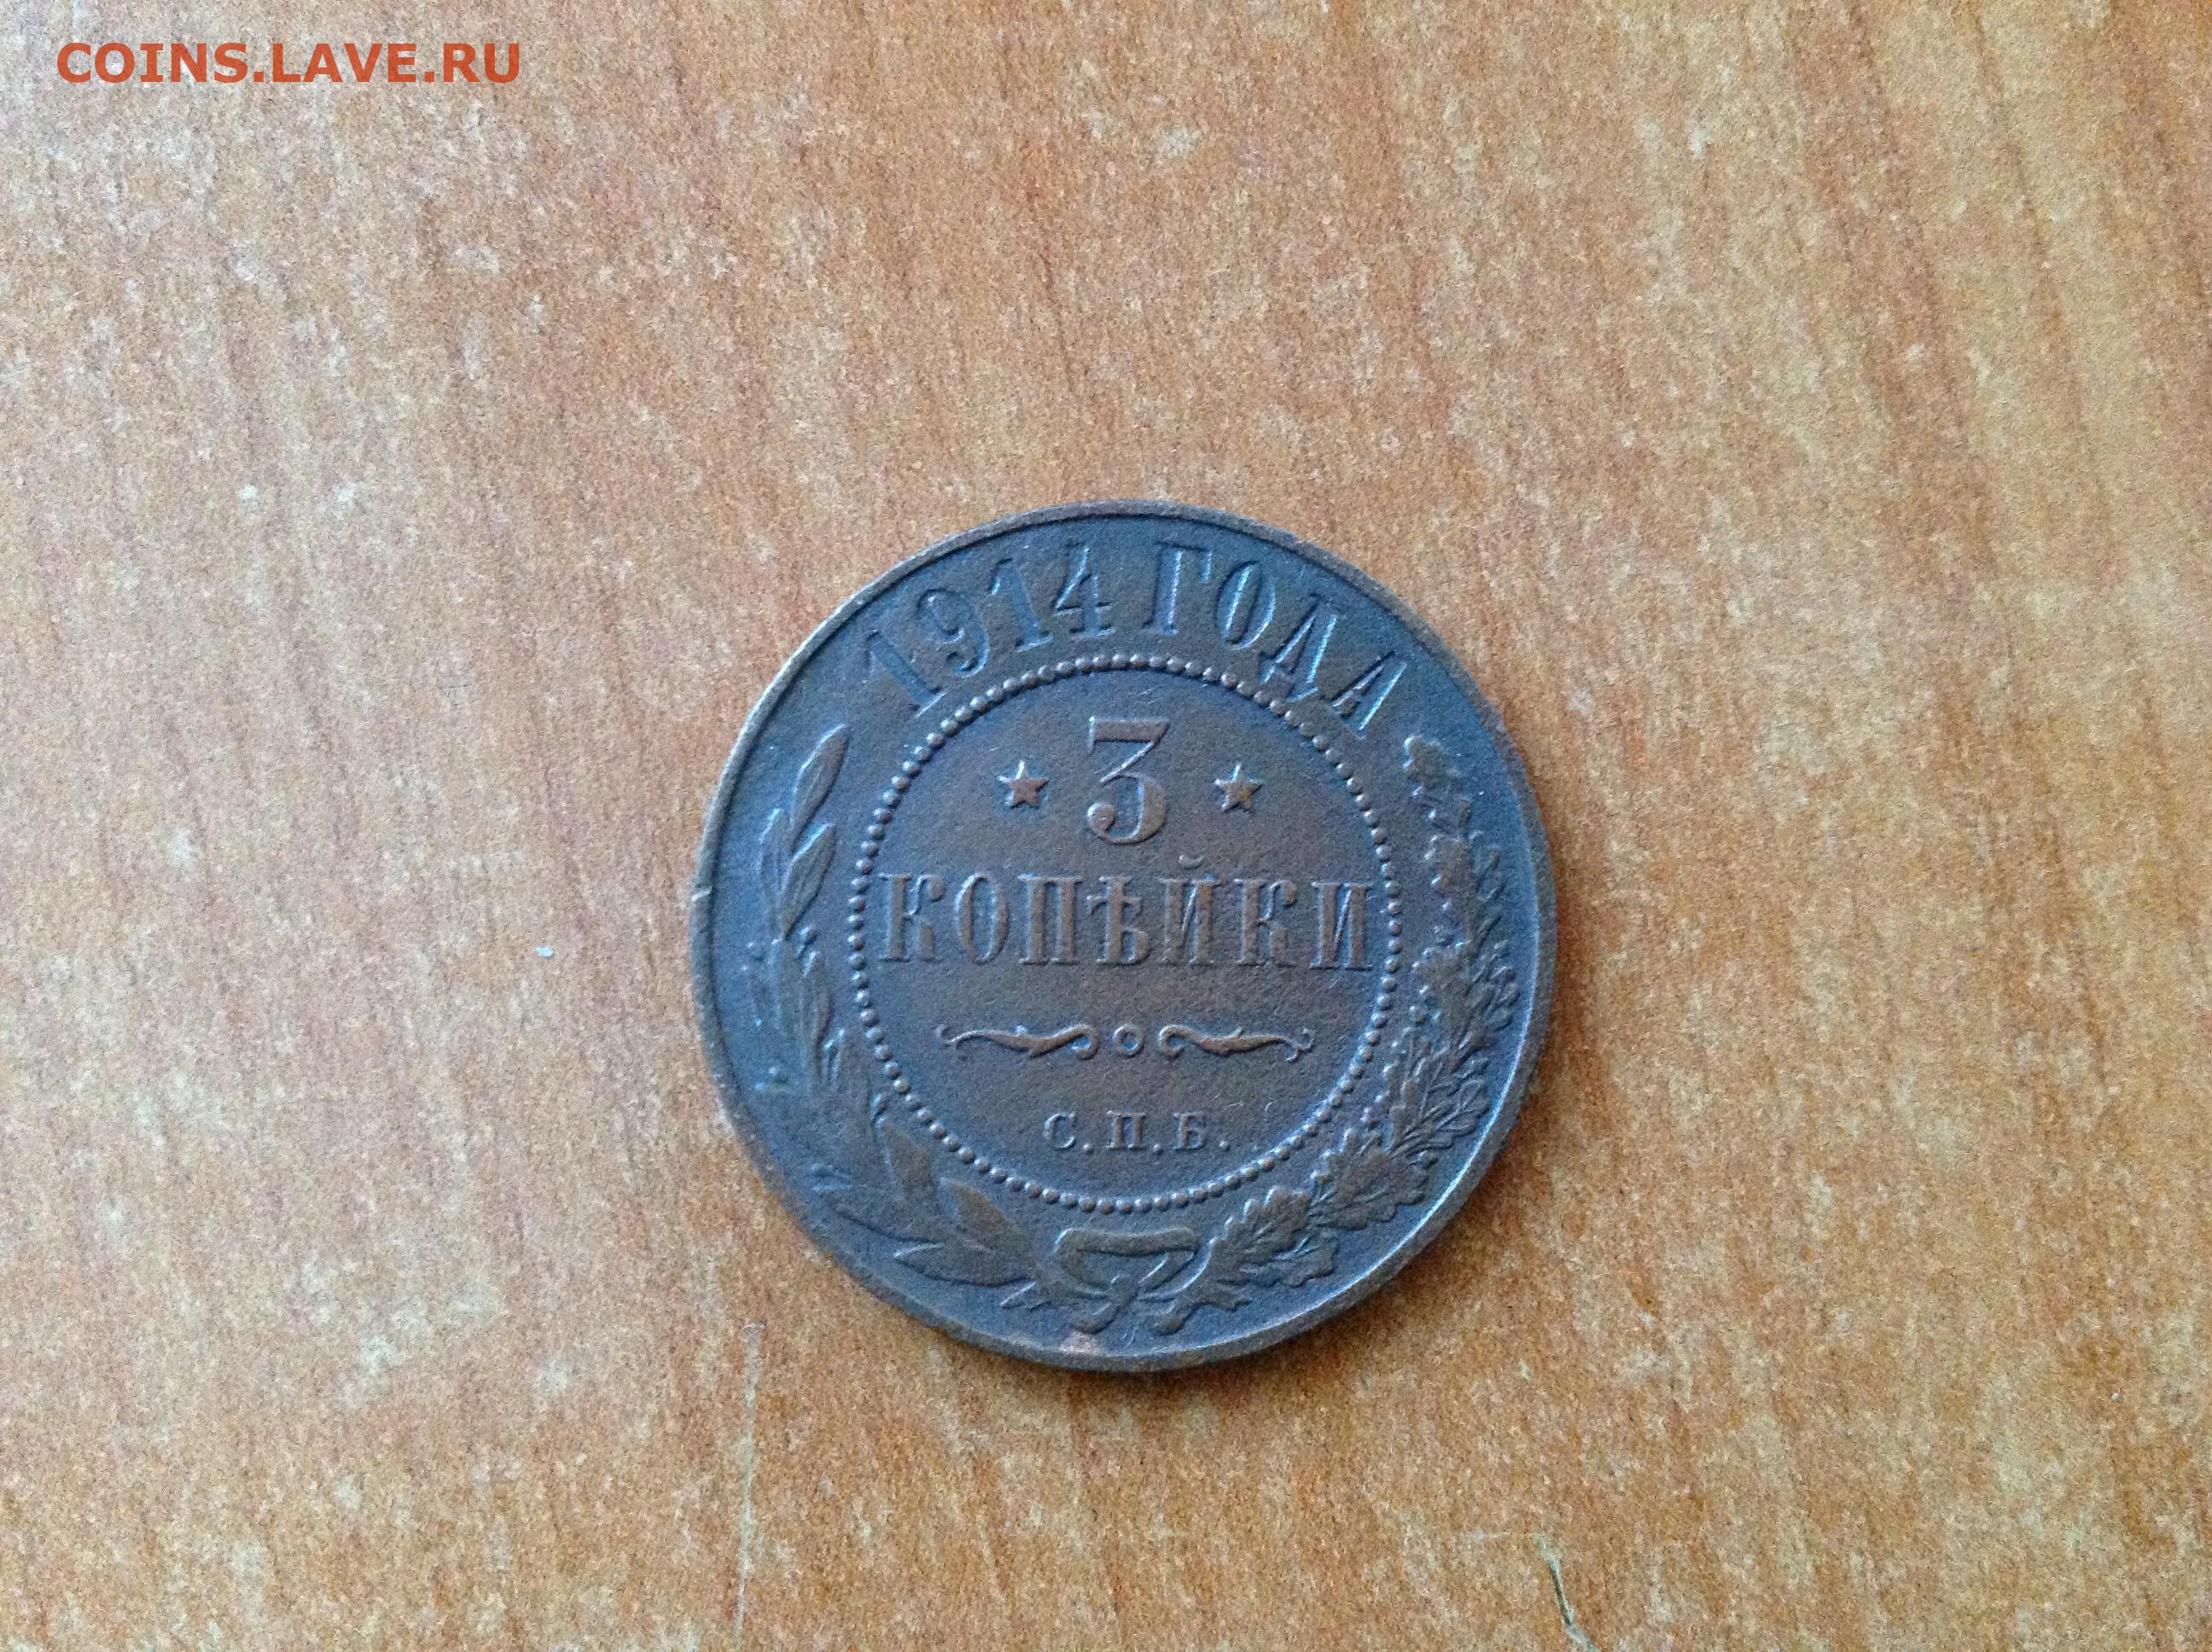 COINS.LAVE.RU
1914 ГОДА
3
КОПѢЙКИ
С.П.Б.